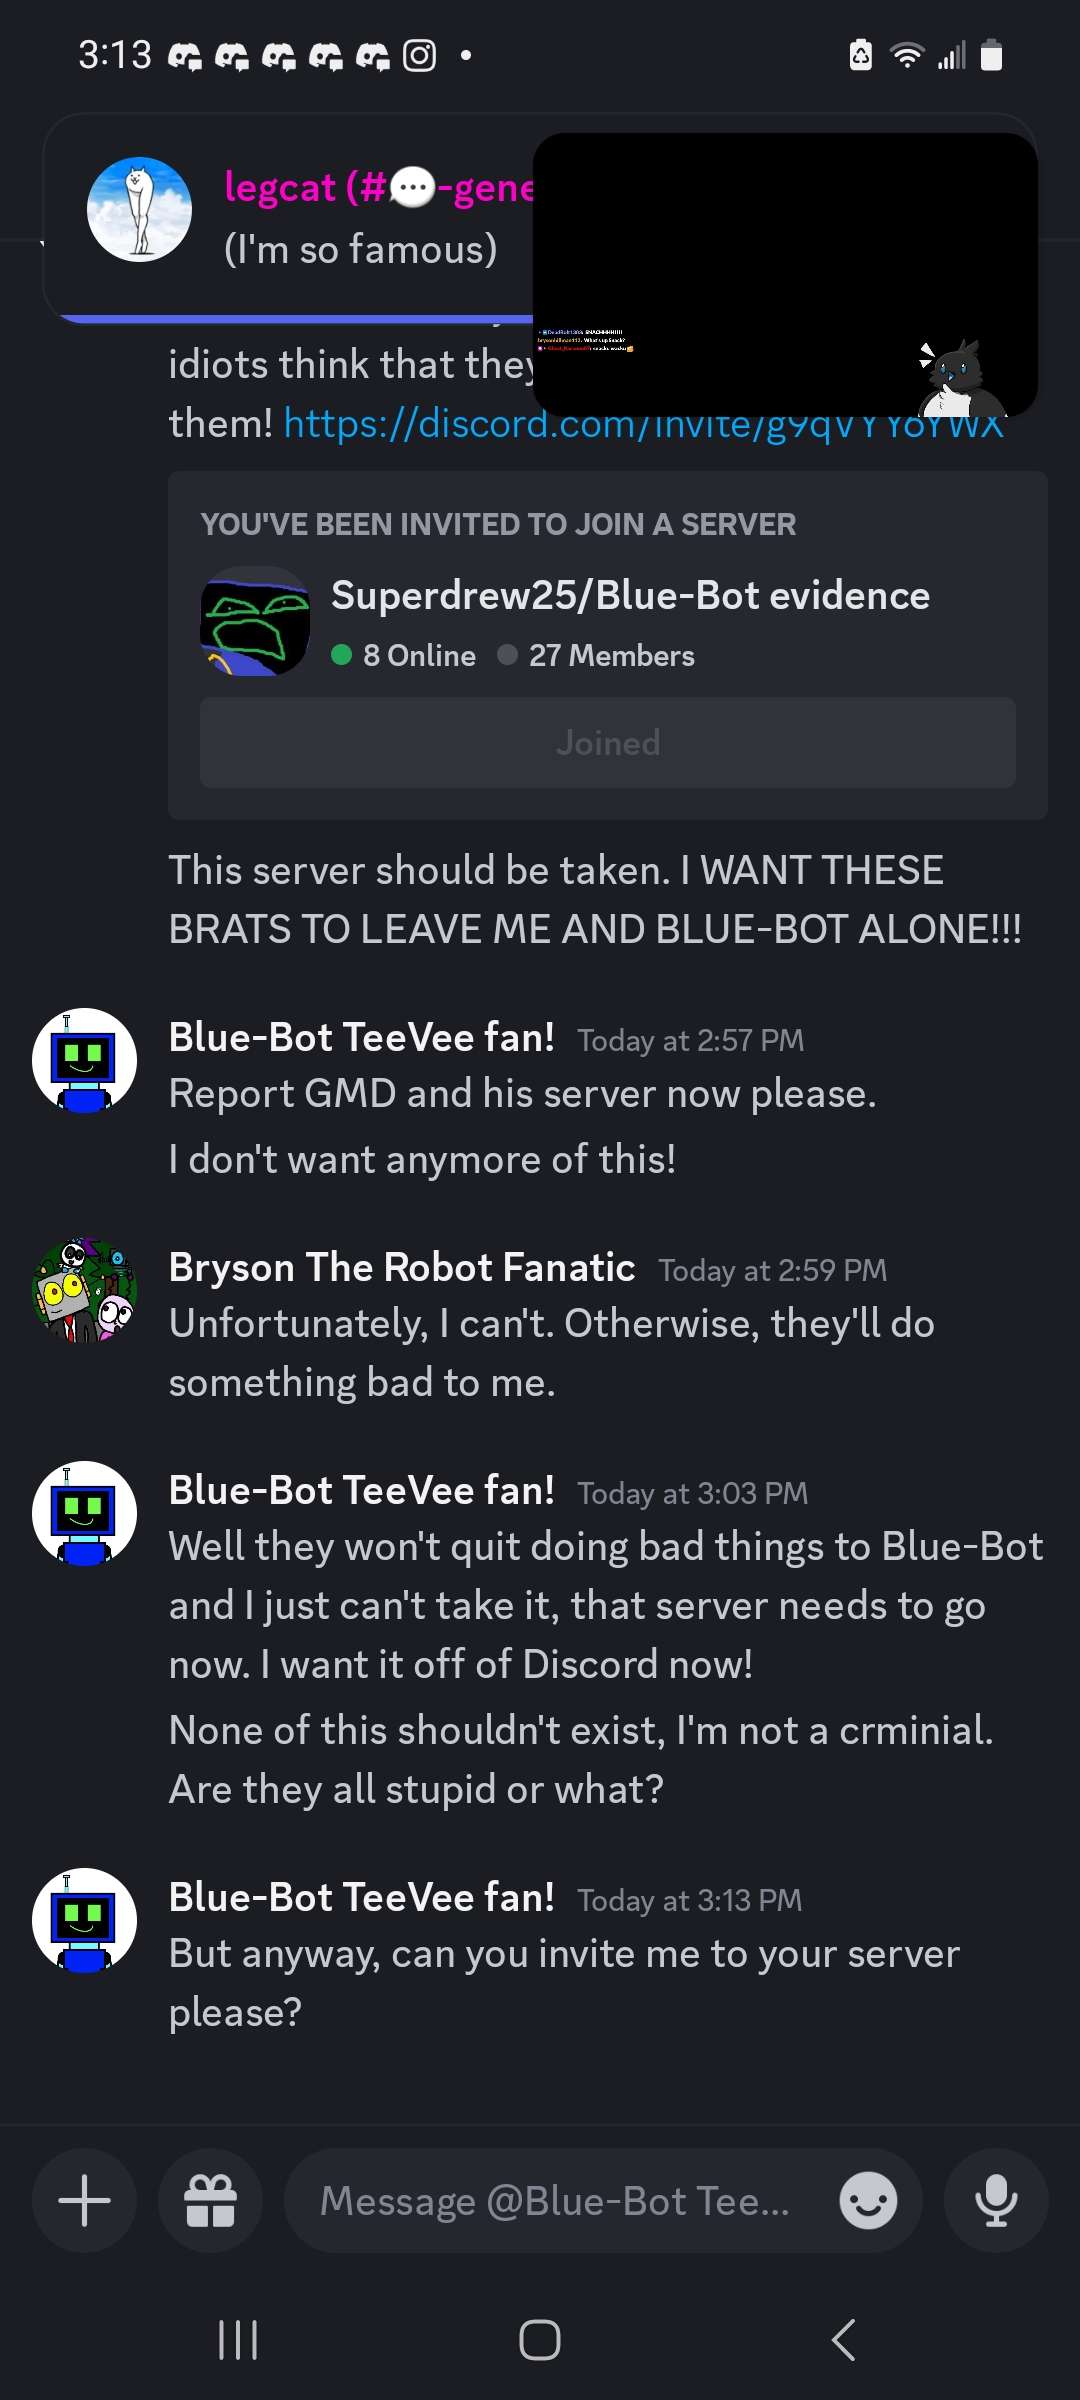 3:13
legcat (#💬-gene
(I'm so famous)
DeadBolt1308: SNACHHHH!!!!
brysondillman112: What's up Snack?
idiots think that they
them! https://discord.com/invite/g9qVYY6YWX
YOU'VE BEEN INVITED TO JOIN A SERVER
Superdrew25/Blue-Bot evidence
8 Online 27 Members
Joined
This server should be taken. I WANT THESE
BRATS TO LEAVE ME AND BLUE-BOT ALONE!!!
Blue-Bot TeeVee fan! Today at 2:57 PM
Report GMD and his server now please.
I don't want anymore of this!
Bryson The Robot Fanatic Today at 2:59 PM
Unfortunately, I can't. Otherwise, they'll do
something bad to me.
Blue-Bot TeeVee fan! Today at 3:03 PM
Well they won't quit doing bad things to Blue-Bot
and I just can't take it, that server needs to go
now. I want it off of Discord now!
None of this shouldn't exist, I'm not a crminial.
Are they all stupid or what?
Blue-Bot TeeVee fan! Today at 3:13 PM
But anyway, can you invite me to your server
please?
Message @Blue-Bot Tee...